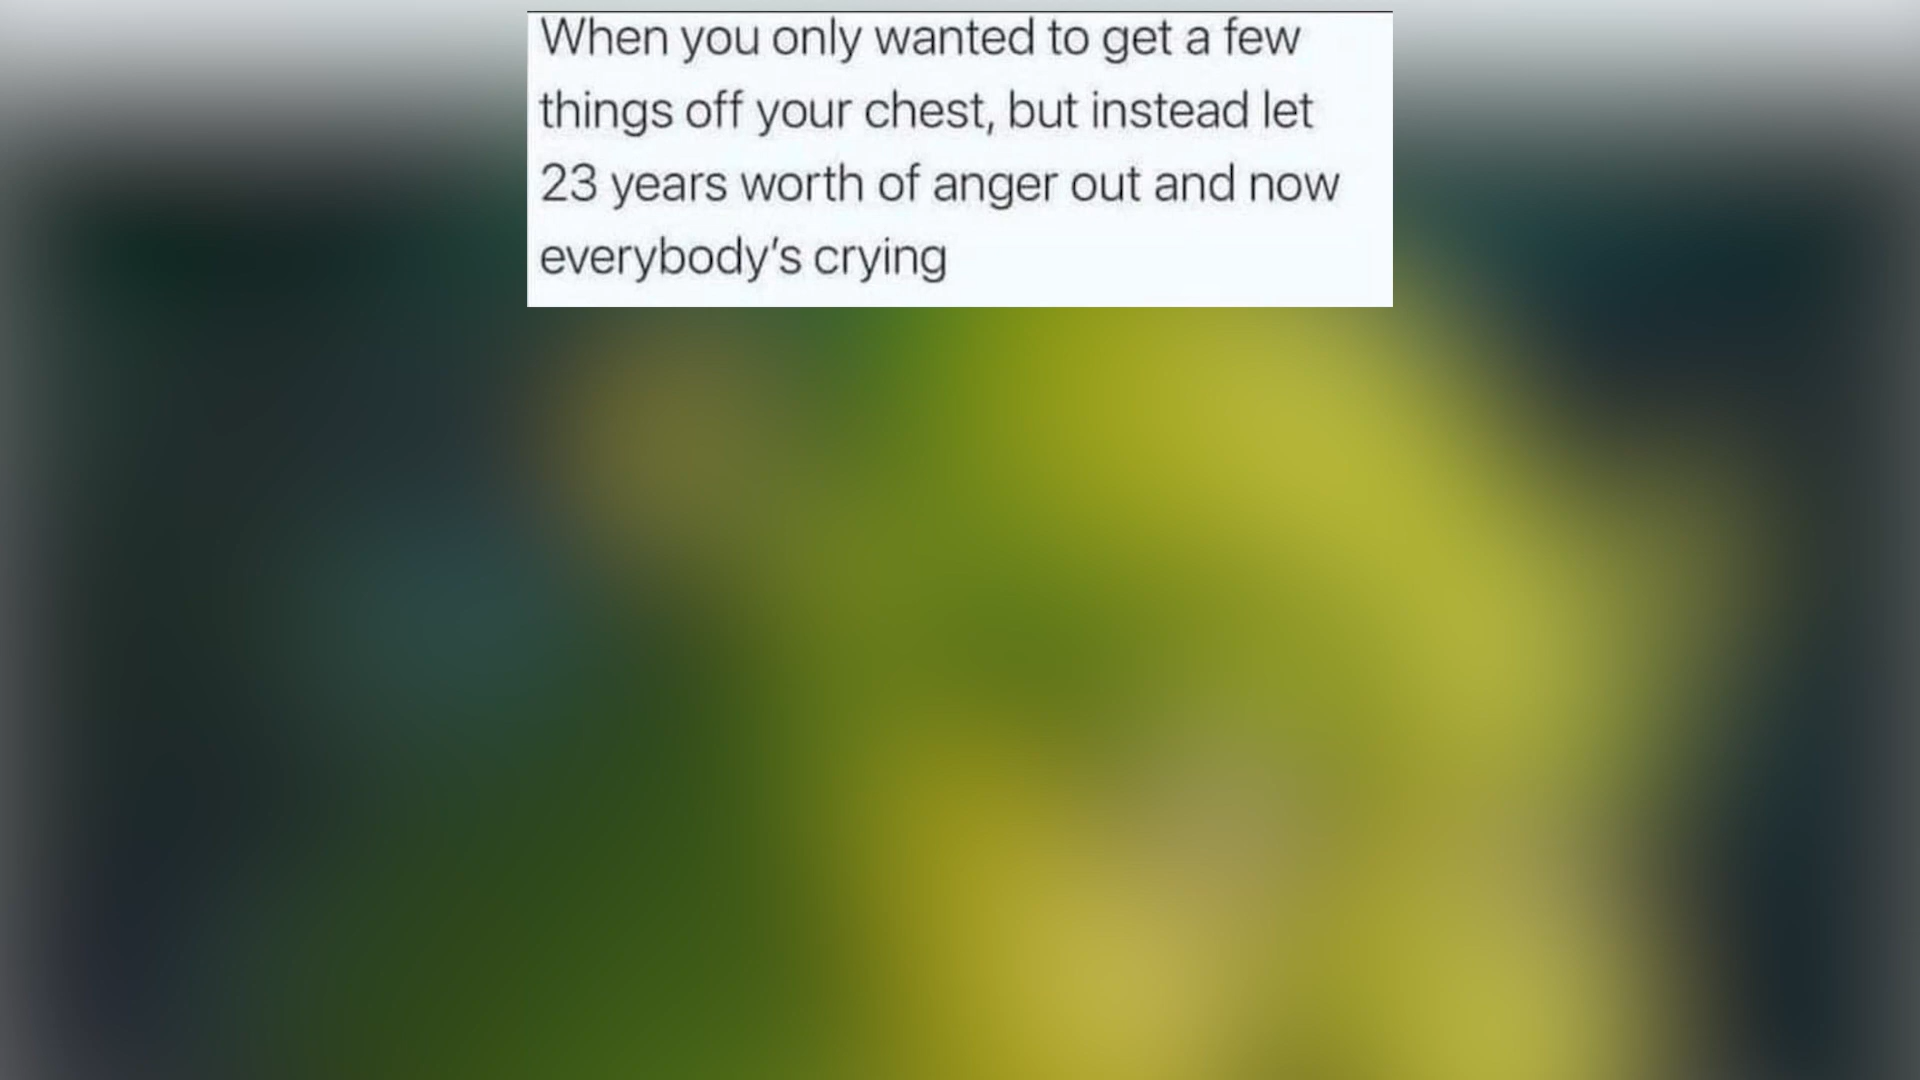 When you only wanted to get a few
things off your chest, but instead let
23 years worth of anger out and now
everybody's crying